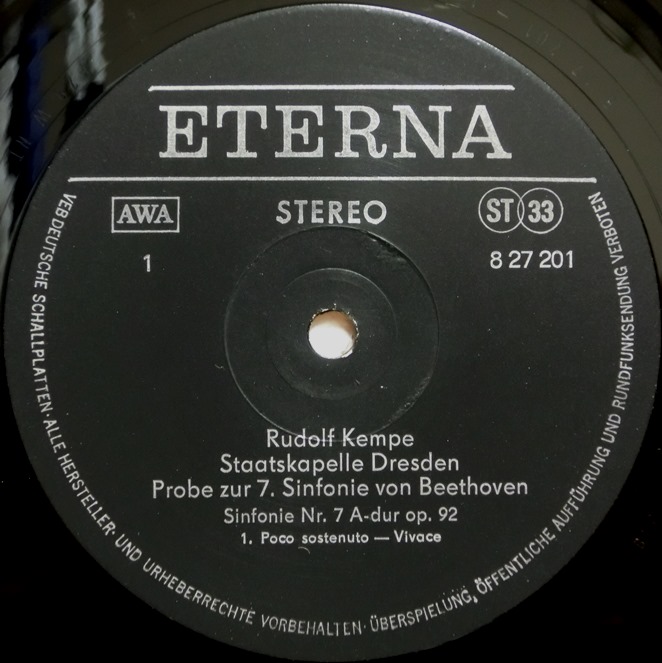 ETERNA
AWA STEREO ST 33
1 8 27 201
Rudolf Kempe
Staatskapelle Dresden
Probe zur 7. Sinfonie von Beethoven
Sinfonie Nr. 7 A-dur op. 92
1. Poco sostenuto — Vivace
VEB DEUTSCHE SCHALLPLATTEN · ALLE HERSTELLER- UND URHEBERRECHTE VORBEHALTEN · ÜBERSPIELUNG, ÖFFENTLICHE AUFFÜHRUNG UND RUNDFUNKSENDUNG VERBOTEN